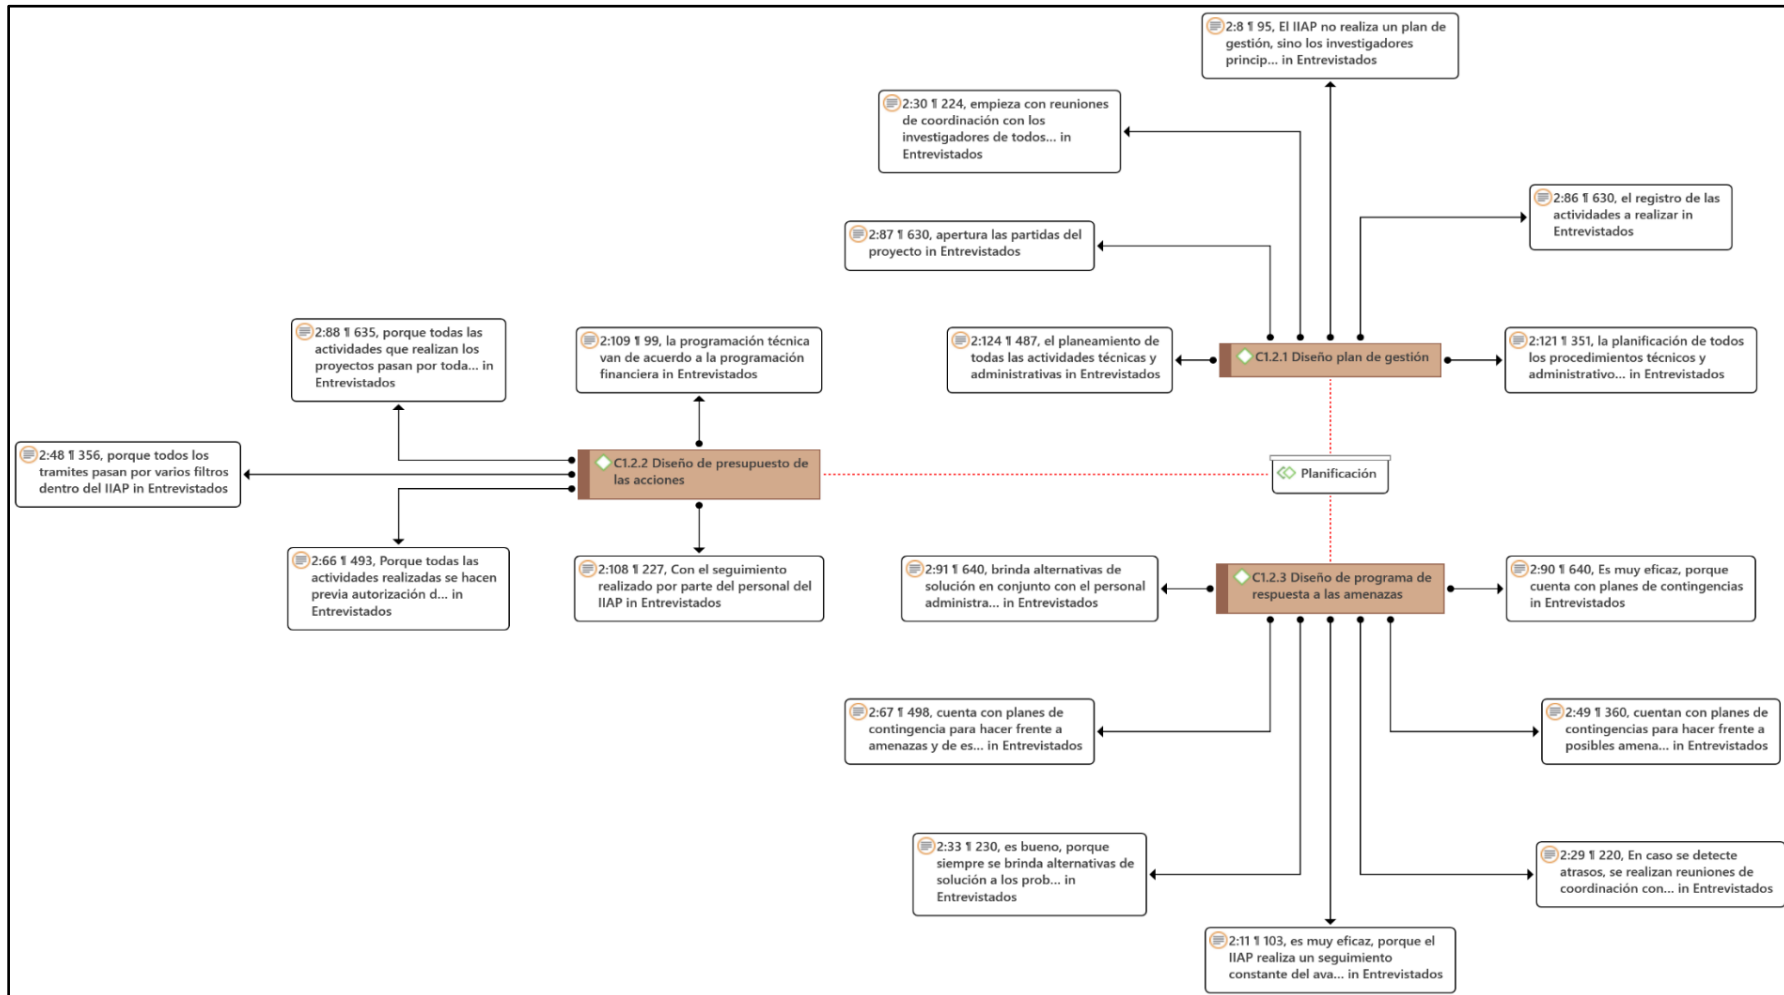 2:8 ¶ 95, El IIAP no realiza un plan de
gestión, sino los investigadores
princip... in Entrevistados
2:30 ¶ 224, empieza con reuniones
de coordinación con los
investigadores de todos... in
Entrevistados
2:86 ¶ 630, el registro de las
actividades a realizar in
Entrevistados
2:87 ¶ 630, apertura las partidas del
proyecto in Entrevistados
2:88 ¶ 635, porque todas las
actividades que realizan los
proyectos pasan por toda... in
Entrevistados
2:109 ¶ 99, la programación técnica
van de acuerdo a la programación
financiera in Entrevistados
2:124 ¶ 487, el planeamiento de
todas las actividades técnicas y
administrativas in Entrevistados
C1.2.1 Diseño plan de gestión
2:121 ¶ 351, la planificación de todos
los procedimientos técnicos y
administrativo... in Entrevistados
2:48 ¶ 356, porque todos los
tramites pasan por varios filtros
dentro del IIAP in Entrevistados
C1.2.2 Diseño de presupuesto de
las acciones
Planificación
2:66 ¶ 493, Porque todas las
actividades realizadas se hacen
previa autorización d... in
Entrevistados
2:108 ¶ 227, Con el seguimiento
realizado por parte del personal del
IIAP in Entrevistados
2:91 ¶ 640, brinda alternativas de
solución en conjunto con el personal
administra... in Entrevistados
C1.2.3 Diseño de programa de
respuesta a las amenazas
2:90 ¶ 640, Es muy eficaz, porque
cuenta con planes de contingencias
in Entrevistados
2:67 ¶ 498, cuenta con planes de
contingencia para hacer frente a
amenazas y de es... in Entrevistados
2:49 ¶ 360, cuentan con planes de
contingencias para hacer frente a
posibles amena... in Entrevistados
2:33 ¶ 230, es bueno, porque
siempre se brinda alternativas de
solución a los prob... in
Entrevistados
2:29 ¶ 220, En caso se detecte
atrasos, se realizan reuniones de
coordinación con... in Entrevistados
2:11 ¶ 103, es muy eficaz, porque el
IIAP realiza un seguimiento
constante del ava... in Entrevistados